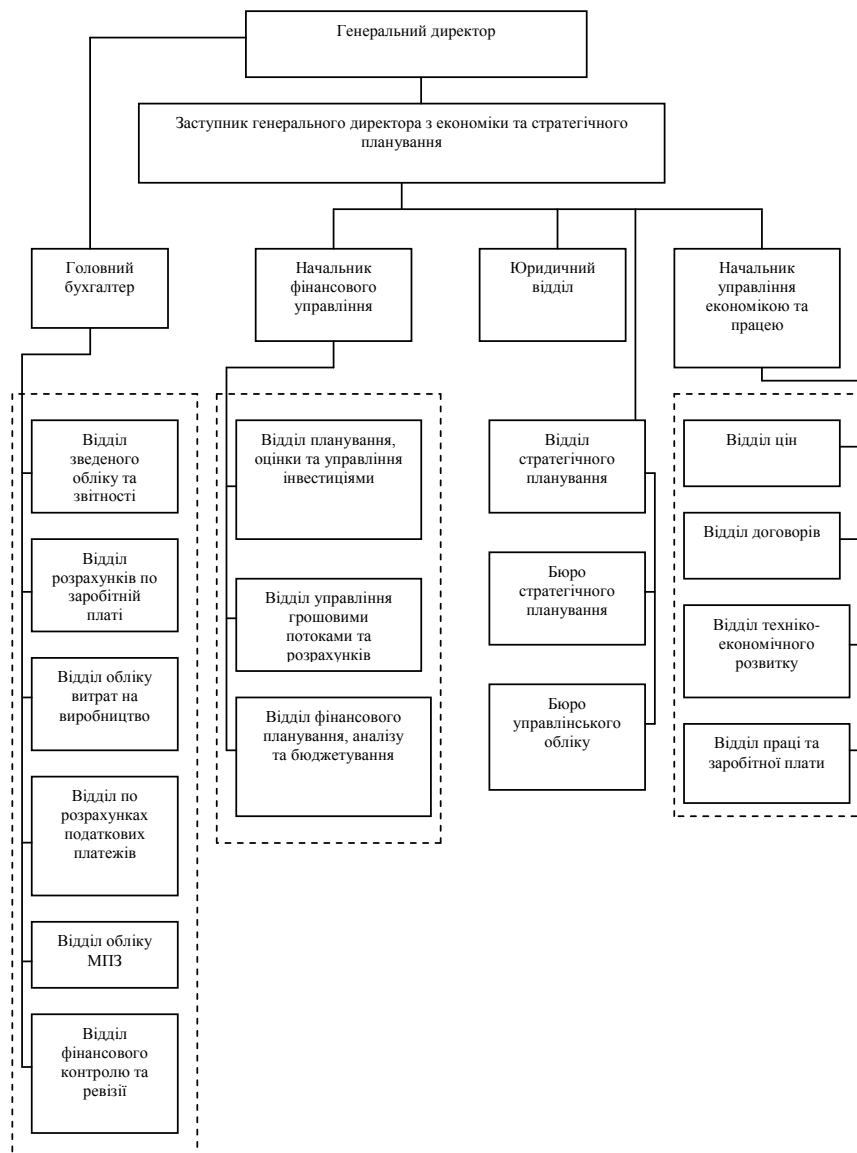 Генеральний директор
Заступник генерального директора з економіки та стратегічного
планування
Головний
бухгалтер
Начальник
фінансового
управління
Юридичний
відділ
Начальник
управління
економікою та
працею
Відділ
зведеного
обліку та
звітності
Відділ
розрахунків по
заробітній
платі
Відділ обліку
витрат на
виробництво
Відділ по
розрахунках
податкових
платежів
Відділ обліку
МПЗ
Відділ
фінансового
контролю та
ревізії
Відділ планування,
оцінки та управління
інвестиціями
Відділ управління
грошовими
потоками та
розрахунків
Відділ фінансового
планування, аналізу
та бюджетування
Відділ
стратегічного
планування
Бюро
стратегічного
планування
Бюро
управлінського
обліку
Відділ цін
Відділ договорів
Відділ техніко-
економічного
розвитку
Відділ праці та
заробітної плати